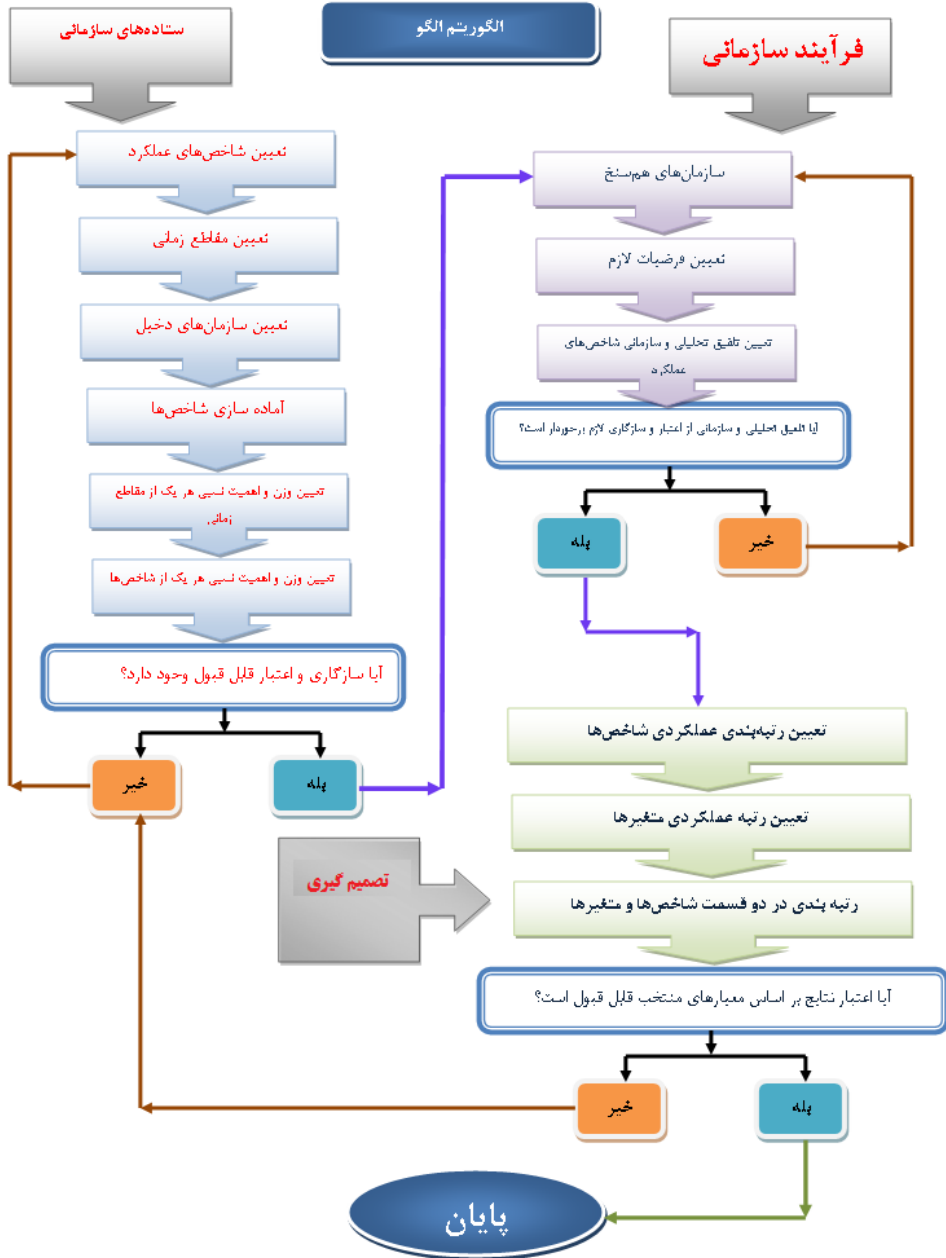 الگوریتم الگو
ستاده‌های سازمانی
تعیین شاخص‌های عملکرد
تعیین مقاطع زمانی
تعیین سازمان‌های دخیل
آماده سازی شاخص‌ها
تعیین وزن و اهمیت نسبی هر یک از مقاطع
زمانی
تعیین وزن و اهمیت نسبی هر یک از شاخص‌ها
آیا سازگاری و اعتبار قابل قبول وجود دارد؟
خیر
بله
فرآیند سازمانی
سازمان‌های هم‌سنخ
تعیین فرضیات لازم
تعیین تلفیق تحلیلی و سازمانی شاخص‌های
عملکرد
آیا تلفیق تحلیلی و سازمانی از اعتبار و سازگاری لازم برخوردار است؟
بله
خیر
تصمیم گیری
تعیین رتبه‌بندی عملکردی شاخص‌ها
تعیین رتبه عملکردی متغیرها
رتبه بندی در دو قسمت شاخص‌ها و متغیرها
آیا اعتبار نتایج بر اساس معیارهای منتخب قابل قبول است؟
خیر
بله
پایان